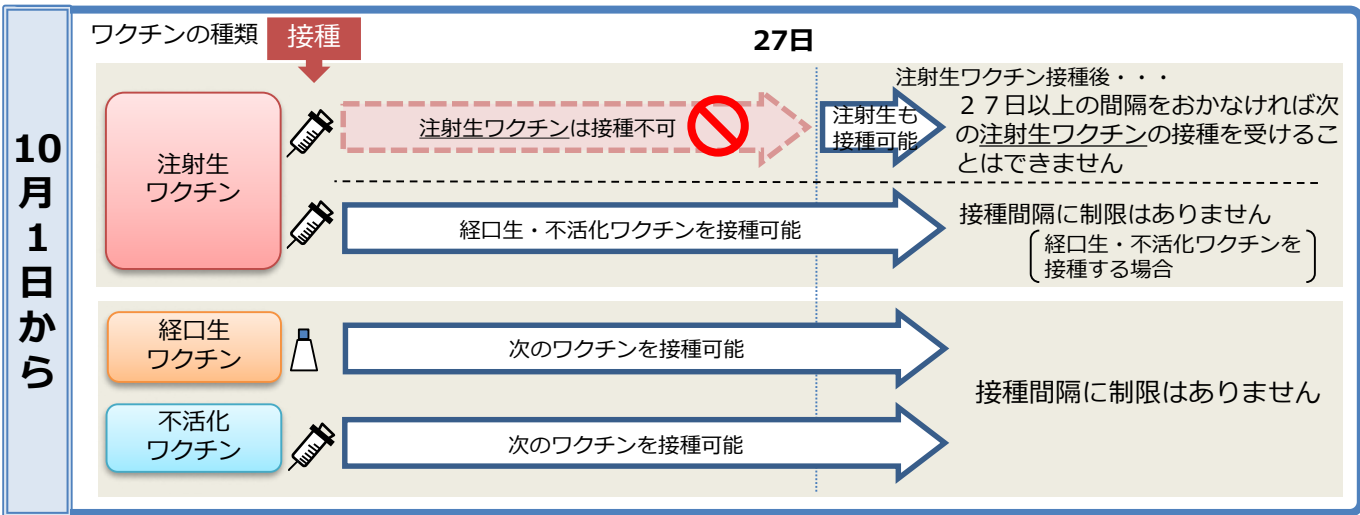 10月1日から
ワクチンの種類
接種
27日
注射生
ワクチン
注射生ワクチンは接種不可
注射生も
接種可能
注射生ワクチン接種後・・・
２７日以上の間隔をおかなければ次
の注射生ワクチンの接種を受けるこ
とはできません
経口生・不活化ワクチンを接種可能
接種間隔に制限はありません
経口生・不活化ワクチンを
接種する場合
経口生
ワクチン
次のワクチンを接種可能
接種間隔に制限はありません
不活化
ワクチン
次のワクチンを接種可能